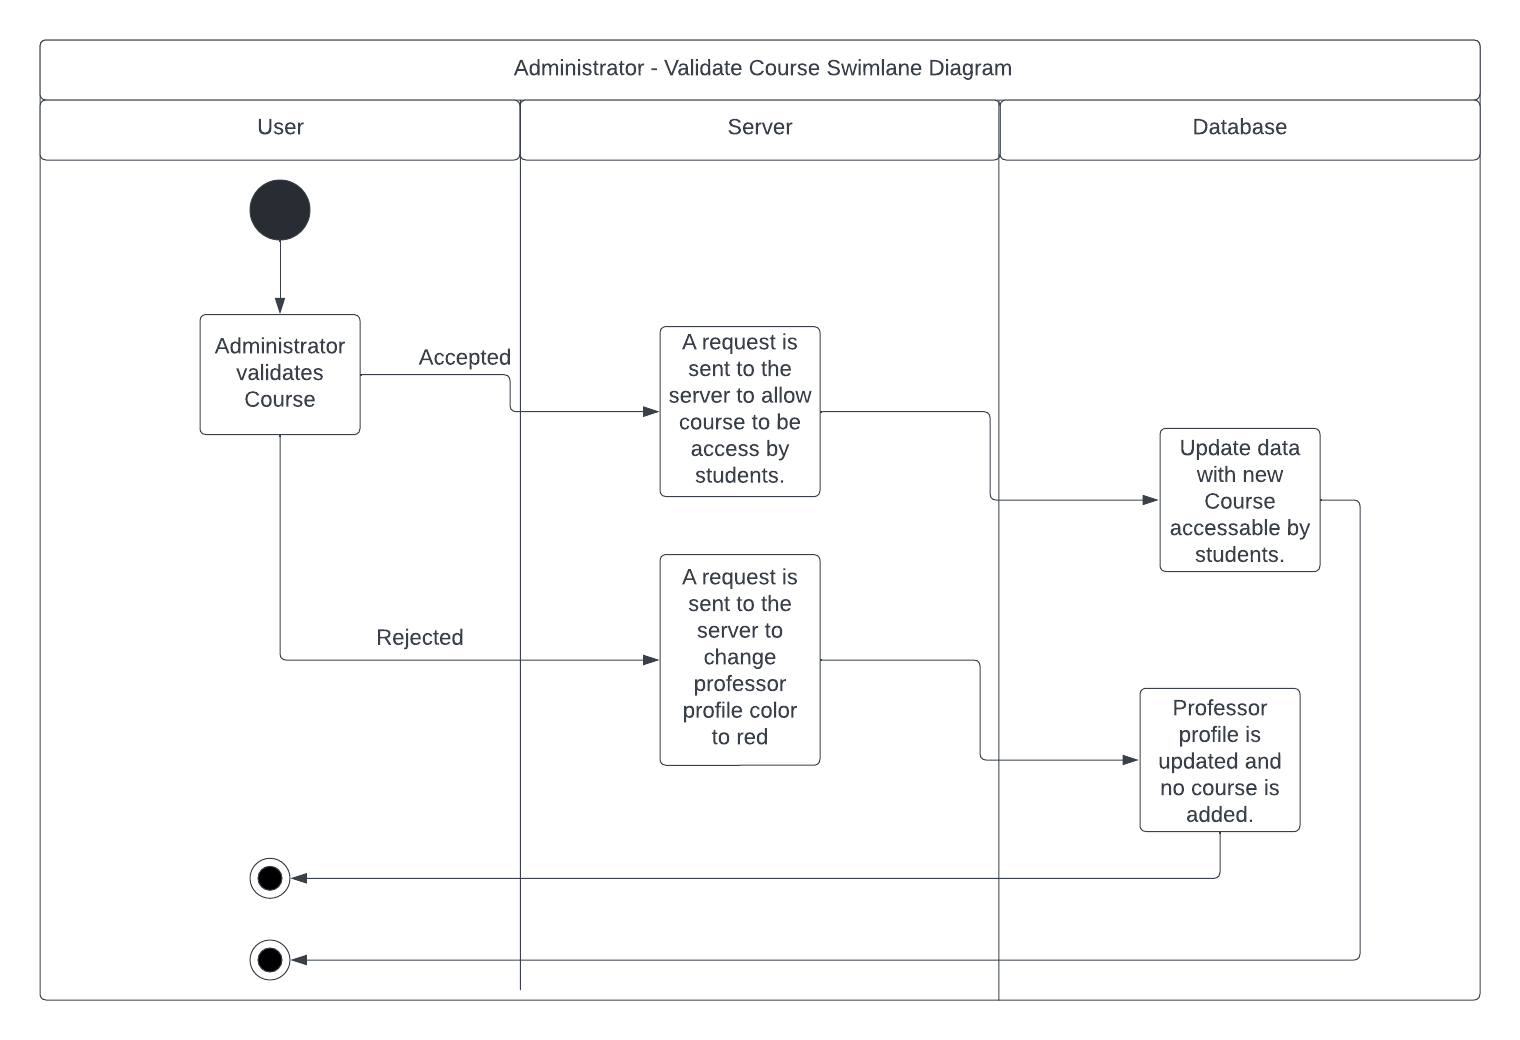 Administrator - Validate Course Swimlane Diagram
User
Server
Database
Administrator
validates
Course
Accepted
A request is
sent to the
server to allow
course to be
access by
students.
Update data
with new
Course
accessable by
students.
Rejected
A request is
sent to the
server to
change
professor
profile color
to red
Professor
profile is
updated and
no course is
added.